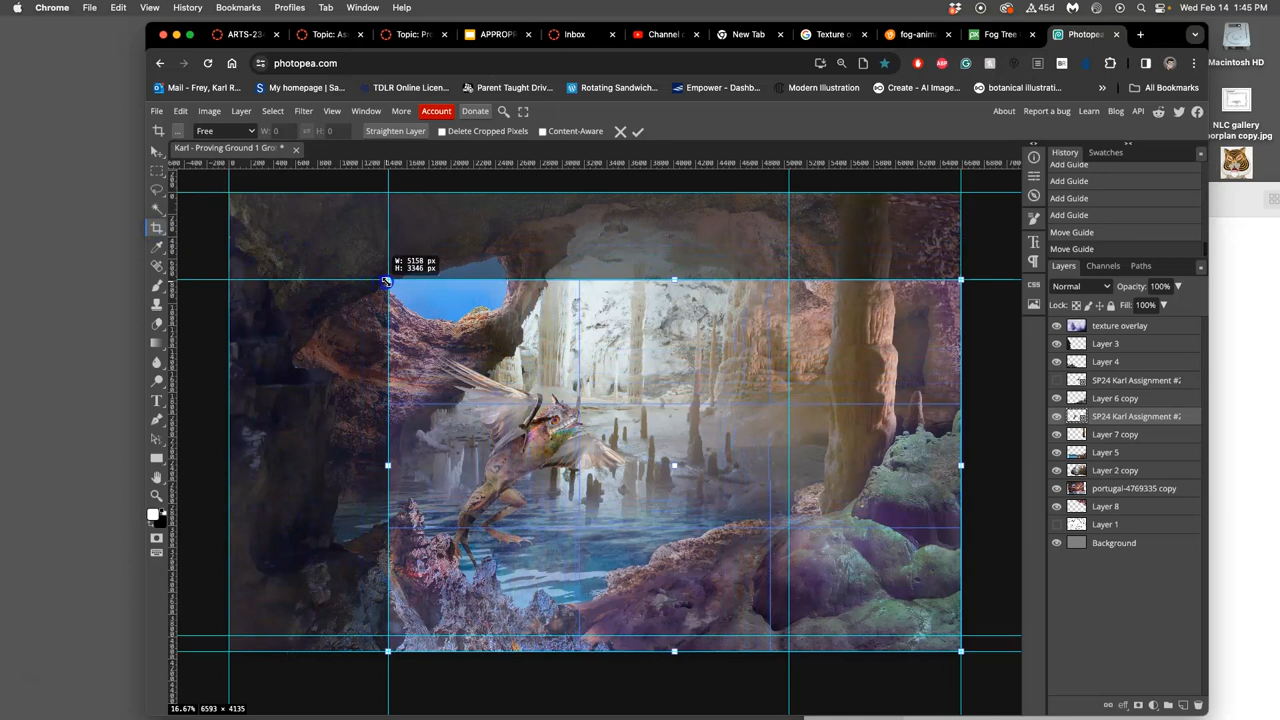 Chrome File Edit View History Bookmarks Profiles Tab Window Help 45d Wed Feb 14 1:45 PM
ARTS-23 Topic: As Topic: Pr APPROP Inbox Channel c New Tab Texture o fog-anim Fog Tree Photopea
photopea.com
Mail - Frey, Karl R... My homepage | Sa... TDLR Online Licen... Parent Taught Driv... Rotating Sandwich... Empower - Dashb... Modern Illustration Create - AI Image... botanical illustrati... All Bookmarks
File Edit Image Layer Select Filter View Window More Account Donate About Report a bug Learn Blog API
... Free W: 0 H: 0 Straighten Layer Delete Cropped Pixels Content-Aware
Karl - Proving Ground 1 Gro *
W: 5158 px
H: 3346 px
History Swatches
Add Guide
Add Guide
Add Guide
Add Guide
Move Guide
Move Guide
Layers Channels Paths
Normal Opacity: 100%
Lock: Fill: 100%
texture overlay
Layer 3
Layer 4
SP24 Karl Assignment #2
Layer 6 copy
SP24 Karl Assignment #2
Layer 7 copy
Layer 5
Layer 2 copy
portugal-4769335 copy
Layer 8
Layer 1
Background
CSS
eff
16.67% 6593 × 4135
Macintosh HD
NLC gallery
orplan copy.jpg